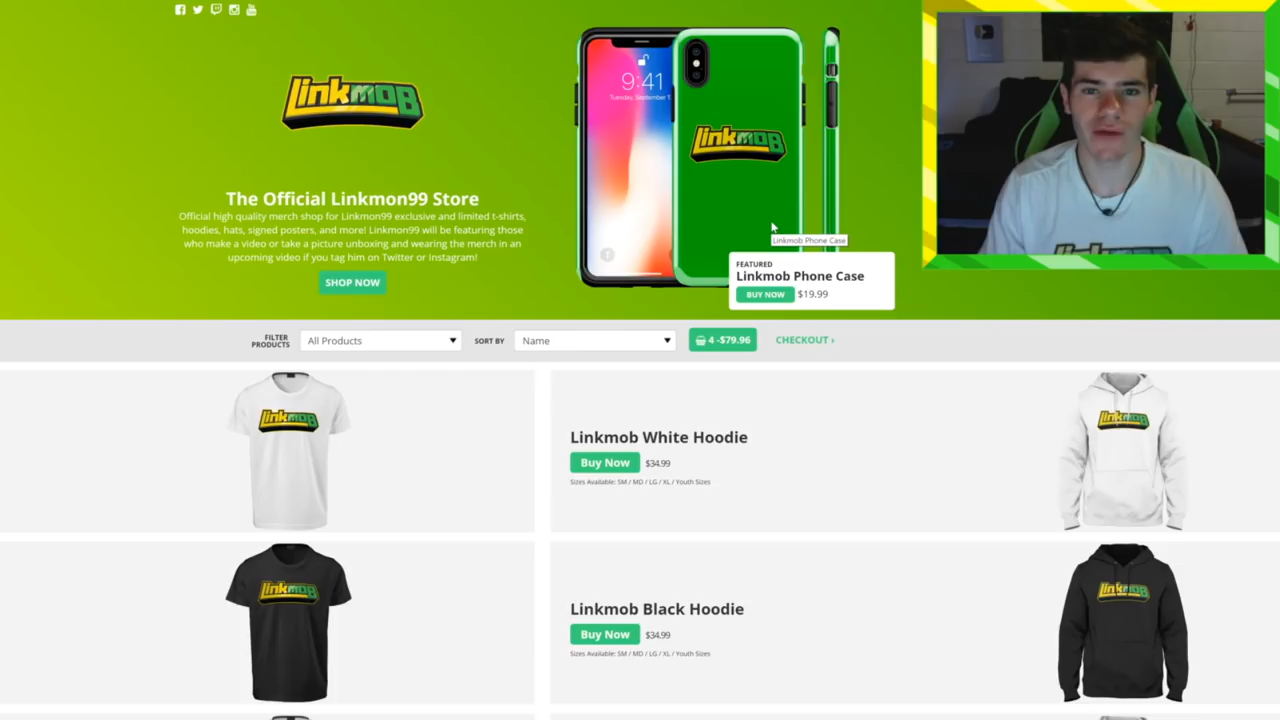 Linkmob
The Official Linkmon99 Store
Official high quality merch shop for Linkmon99 exclusive and limited t-shirts,
hoodies, hats, signed posters, and more! Linkmon99 will be featuring those
who make a video or take a picture unboxing and wearing the merch in an
upcoming video if you tag him on Twitter or Instagram!
SHOP NOW
9:41
Tuesday, September 1
Linkmob
Linkmob Phone Case
FEATURED
Linkmob Phone Case
BUY NOW $19.99
Linkmob
FILTER
PRODUCTS
All Products
SORT BY
Name
4 -$79.96
CHECKOUT ›
Linkmob
Linkmob White Hoodie
Buy Now $34.99
Sizes Available: SM / MD / LG / XL / Youth Sizes
Linkmob
Linkmob
Linkmob Black Hoodie
Buy Now $34.99
Sizes Available: SM / MD / LG / XL / Youth Sizes
Linkmob